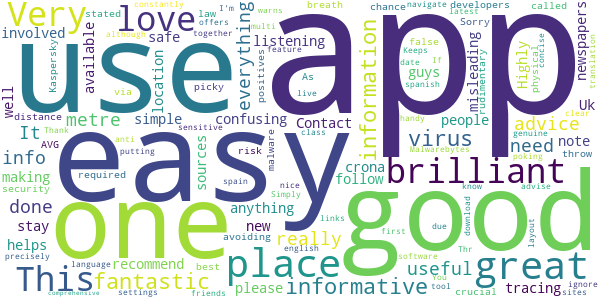 Very love breath I'm law called chance navigate developers
constantly multi warns latest
although offers Sorry
stated together If
involved Kaspersky available safe location via feature
everything listening positives picky false Keeps date
As live guys misleading rudimentary Highly physical concise newspapers translation
use app
well distance metre simple confusing Contact
It Thank anti sensitive class
AVG putting risk malware
information spanish handy clear genuine Uk
people advice poking
virus need note throw
Malwarebytes
easy
info sources
making security required spain nice Simply
brilliant
crona follow know advise
one good
done anything new links
stay avoiding really english
helps recommend best please
precisely language friends
This settings comprehensive
fantastic
place informative
first due download layout
useful great
software You tool Thr crucial
tracing ignore sites